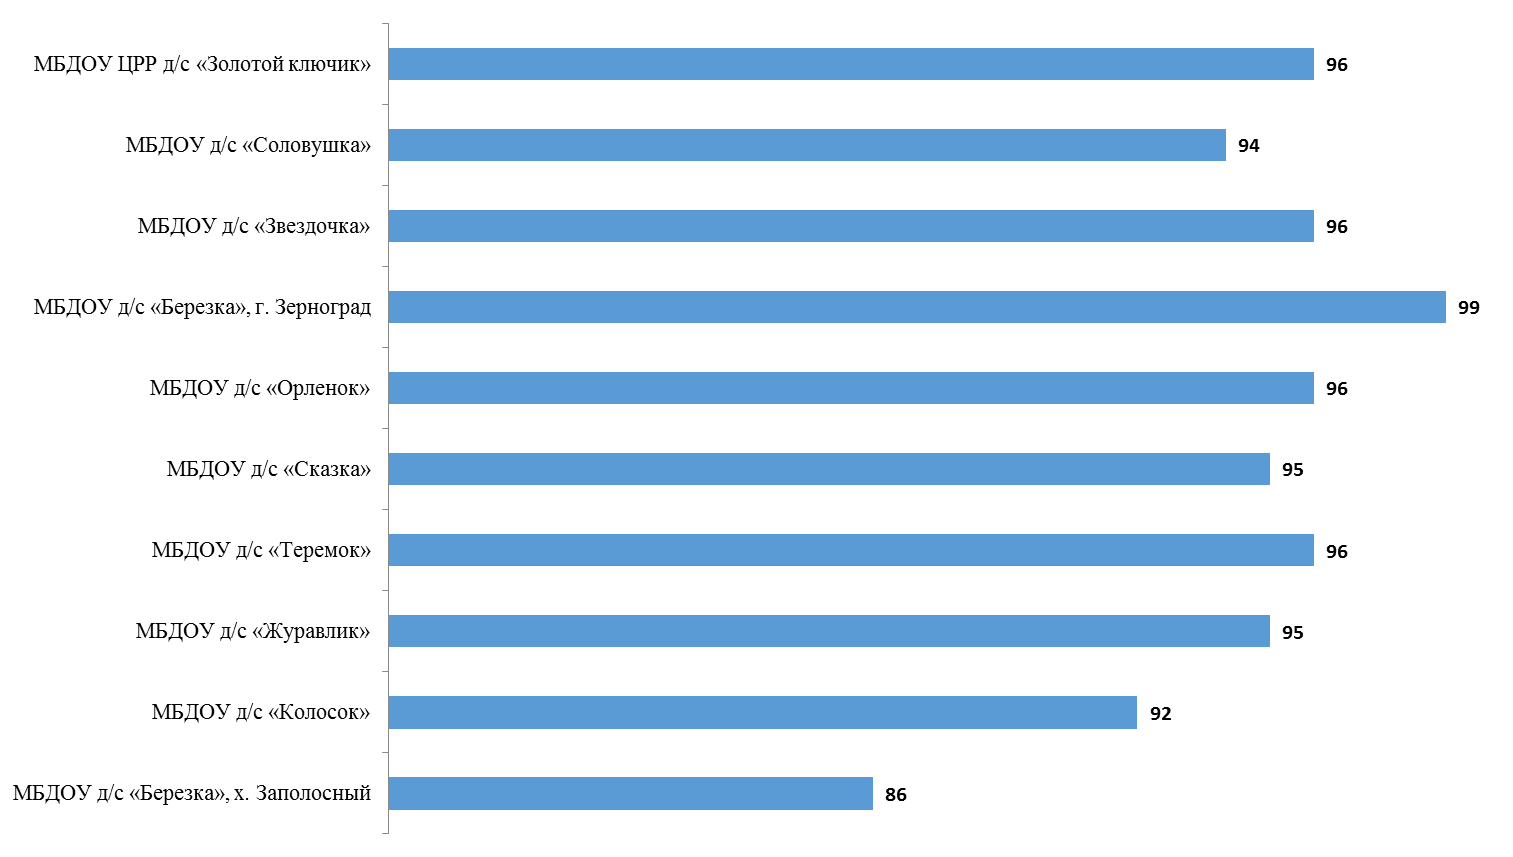 МБДОУ ЦРР д/с «Золотой ключик» 96
МБДОУ д/с «Соловушка» 94
МБДОУ д/с «Звездочка» 96
МБДОУ д/с «Березка», г. Зерноград 99
МБДОУ д/с «Орленок» 96
МБДОУ д/с «Сказка» 95
МБДОУ д/с «Теремок» 96
МБДОУ д/с «Журавлик» 95
МБДОУ д/с «Колосок» 92
МБДОУ д/с «Березка», х. Заполосный 86